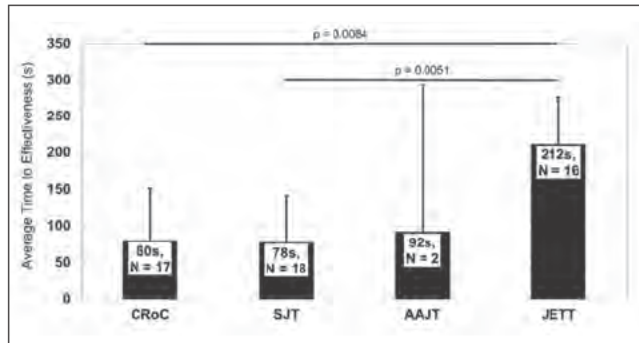 p = 0.0084
350
p = 0.0051
300
250
200
150
100
50
0
Average Time to Effectiveness (s)
80s,
N = 17
78s,
N = 18
92s,
N = 2
212s,
N = 16
CRoC
SJT
AAJT
JETT